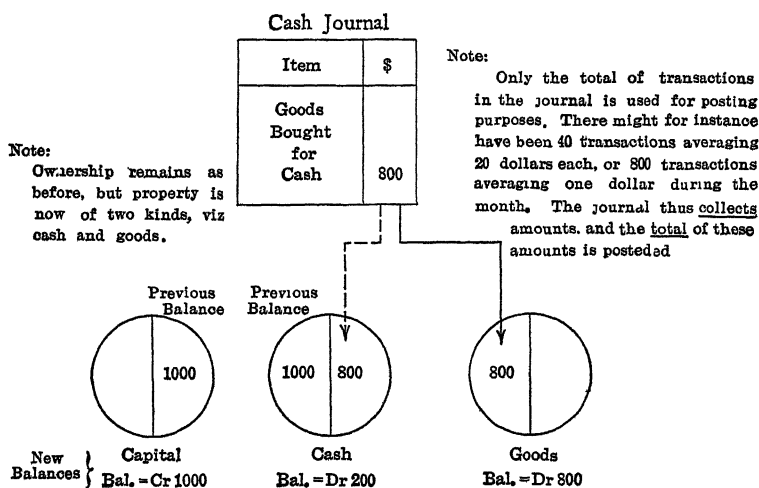 Cash Journal
Item $
Goods
Bought
for
Cash 800
Note:
Only the total of transactions
in the journal is used for posting
purposes. There might for instance
have been 40 transactions averaging
20 dollars each, or 800 transactions
averaging one dollar during the
month. The journal thus collects
amounts. and the total of these
amounts is posteded
Note:
Ownership remains as
before, but property is
now of two kinds, viz
cash and goods.
Previous
Balance
1000
Previous
Balance
1000 800
800
New
Balances
Capital
Bal. = Cr 1000
Cash
Bal. = Dr 200
Goods
Bal. = Dr 800